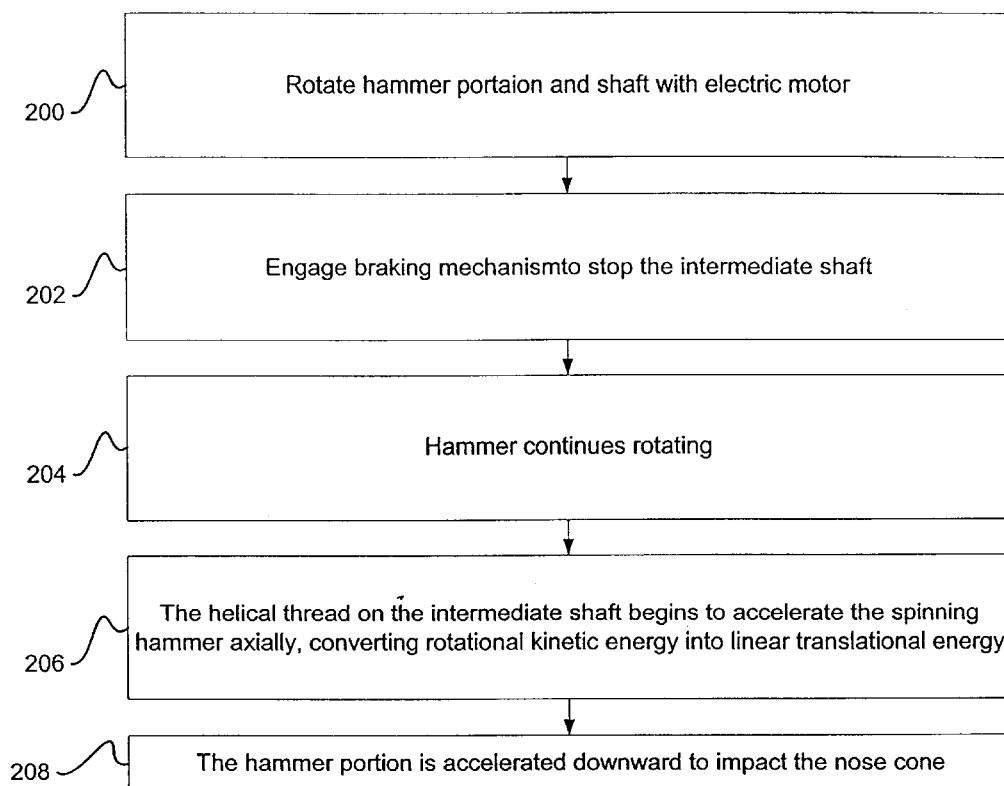 200
Rotate hammer portaion and shaft with electric motor
202
Engage braking mechanismto stop the intermediate shaft
204
Hammer continues rotating
206
The helical thread on the intermediate shaft begins to accelerate the spinning
hammer axially, converting rotational kinetic energy into linear translational energy
208
The hammer portion is accelerated downward to impact the nose cone